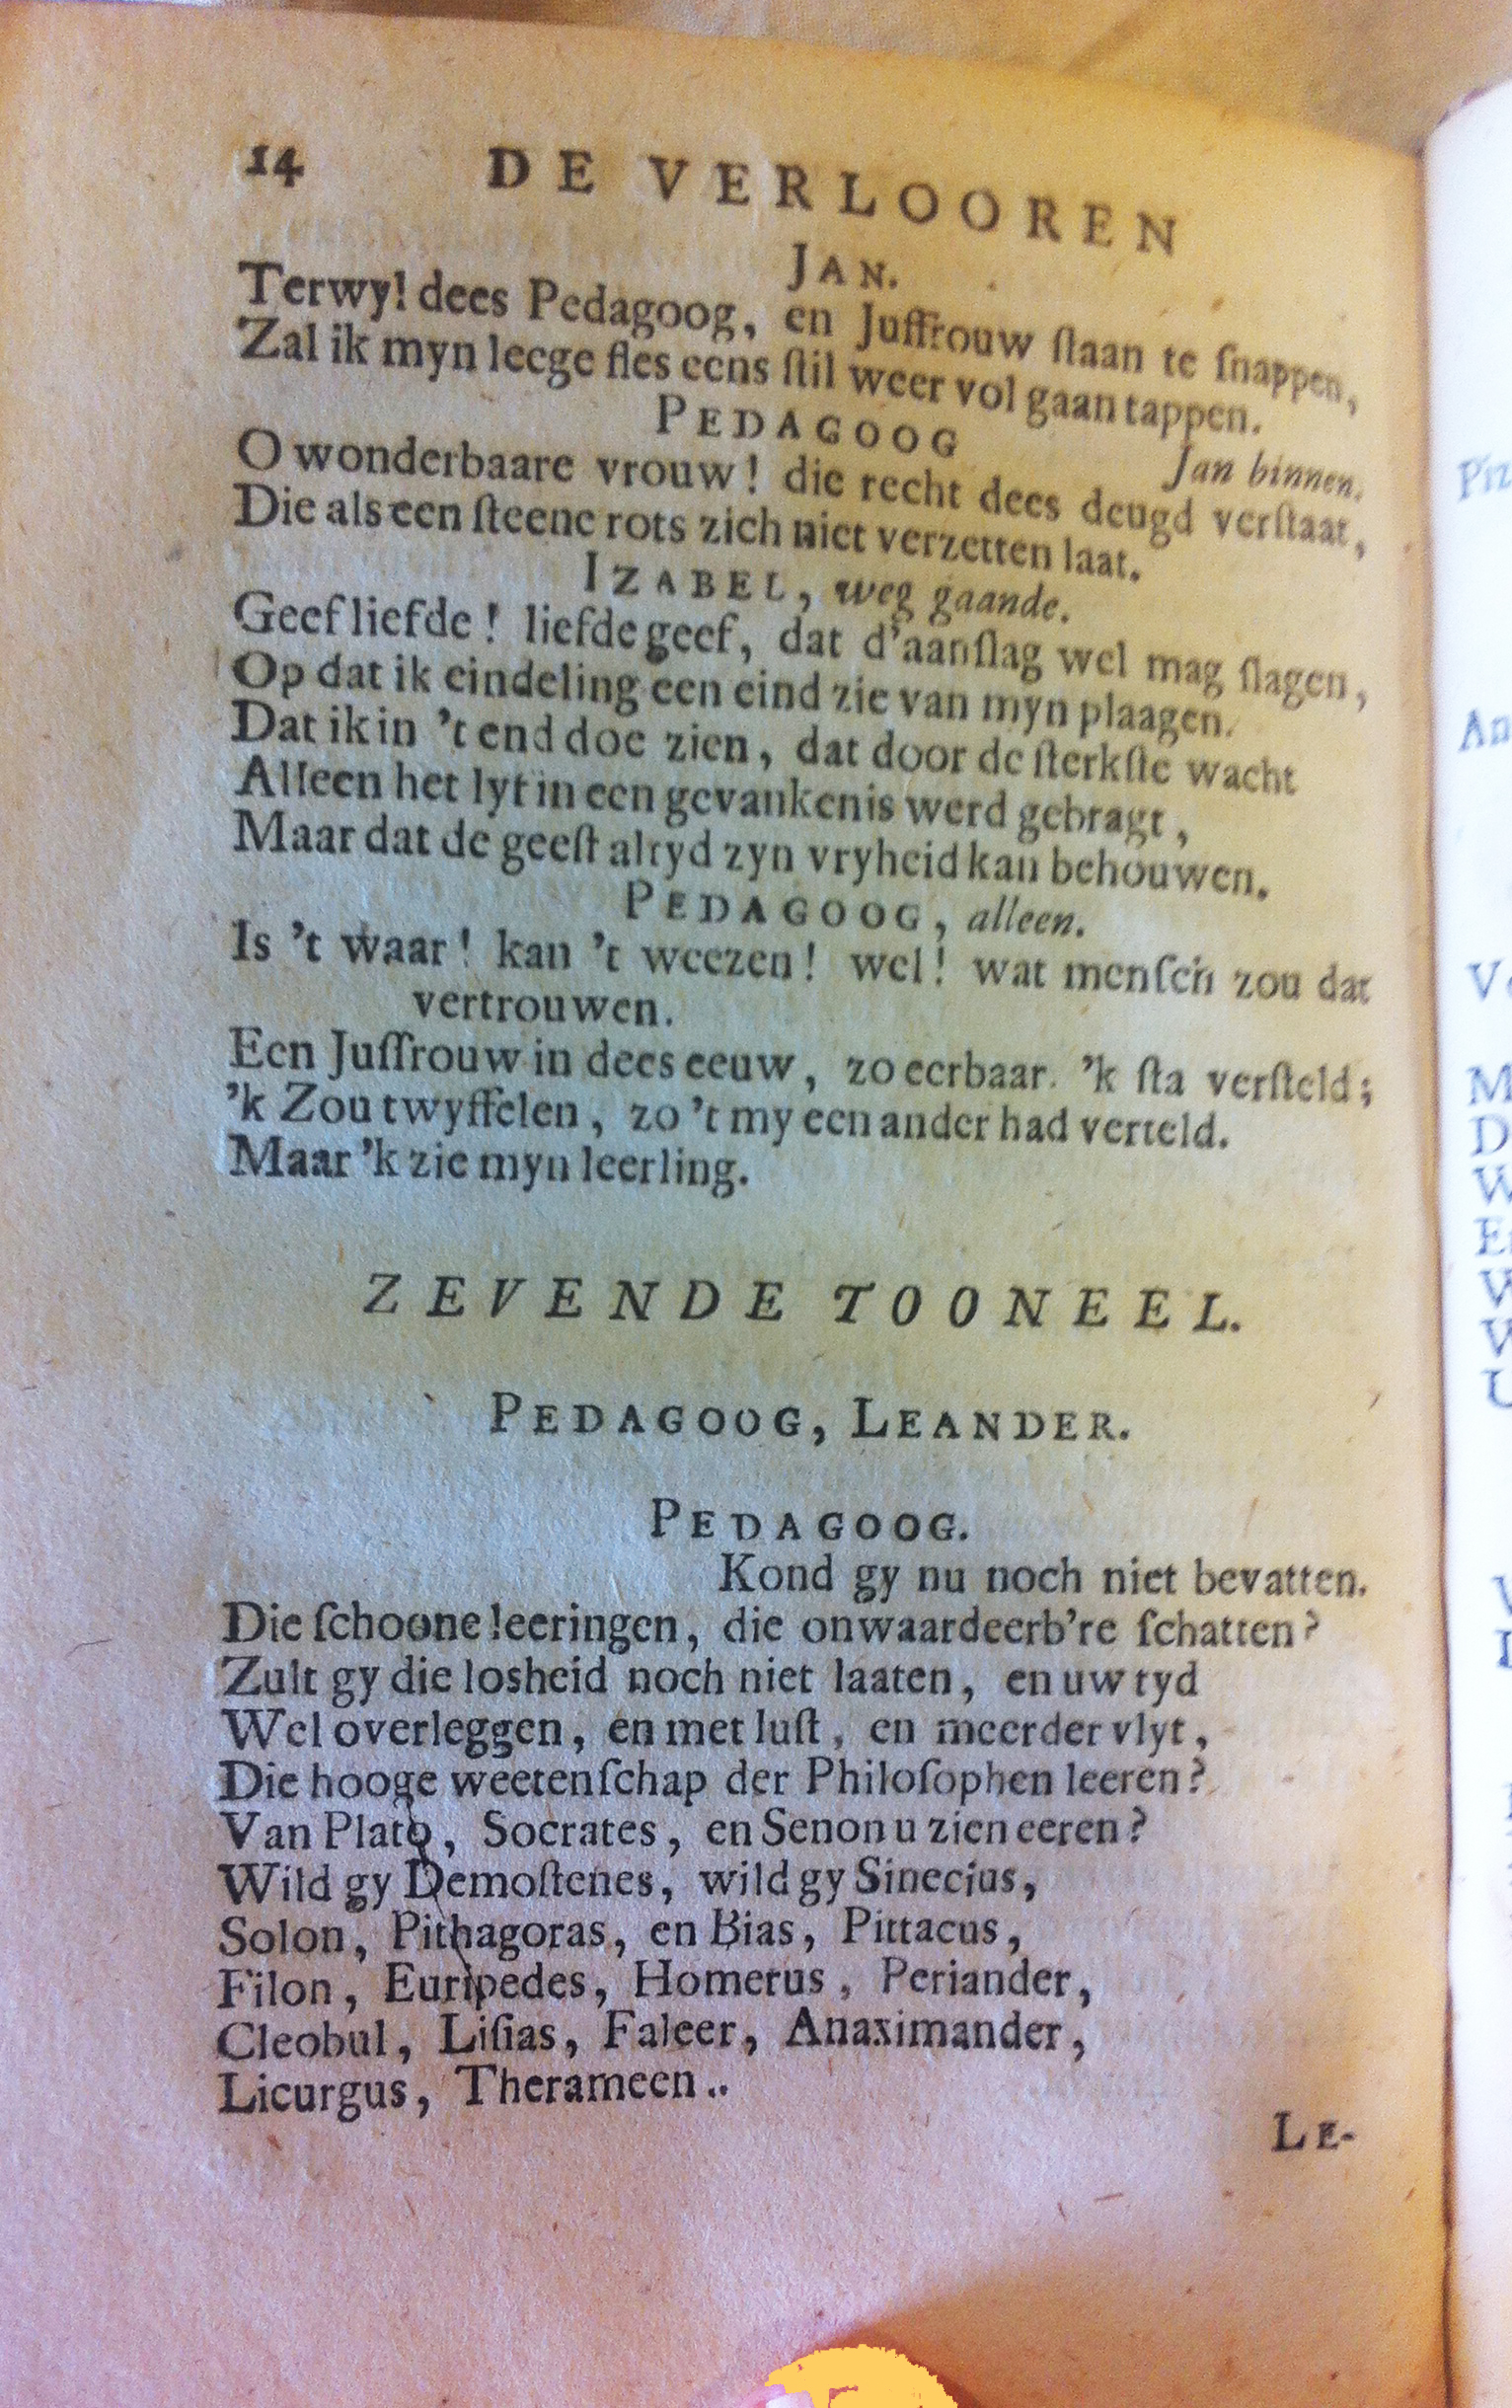 14 DE VERLOOREN
JAN.
Terwyl dees Pedagoog, en Juffrouw ſtaan te ſnappen,
Zal ik myn leege fles eens ſtil weer vol gaan tappen.
PEDAGOOG
Jan binnen.
O wonderbaare vrouw! die recht dees deugd verſtaat,
Die als een ſteene rots zich niet verzetten laat.
IZABEL, weg gaande.
Geef liefde! liefde geef, dat d'aanſlag wel mag ſlagen,
Op dat ik eindeling een eind zie van myn plaagen.
Dat ik in 't end doe zien, dat door de ſterkſte wacht
Alleen het lyf in een gevankenis werd gebragt,
Maar dat de geeſt altyd zyn vryheid kan behouwen.
PEDAGOOG, alleen.
Is 't waar! kan 't weezen! wel! wat menſch zou dat
vertrouwen.
Een Juffrouw in dees eeuw, zo eerbaar. 'k ſta verſteld;
'k Zou twyffelen, zo 't my een ander had verteld.
Maar 'k zie myn leerling.
ZEVENDE TOONEEL.
PEDAGOOG, LEANDER.
PEDAGOOG.
Kond gy nu noch niet bevatten.
Die ſchoone leeringen, die onwaardeerb're ſchatten?
Zult gy die losheid noch niet laaten, en uw tyd
Wel overleggen, en met luſt, en meerder vlyt,
Die hooge weetenſchap der Philoſophen leeren?
Van Plato, Socrates, en Senon u zien eeren?
Wild gy Demoſtenes, wild gy Sinecius,
Solon, Pithagoras, en Bias, Pittacus,
Filon, Euripedes, Homerus, Periander,
Cleobul, Liſias, Faleer, Anaximander,
Licurgus, Therameen..
LE-